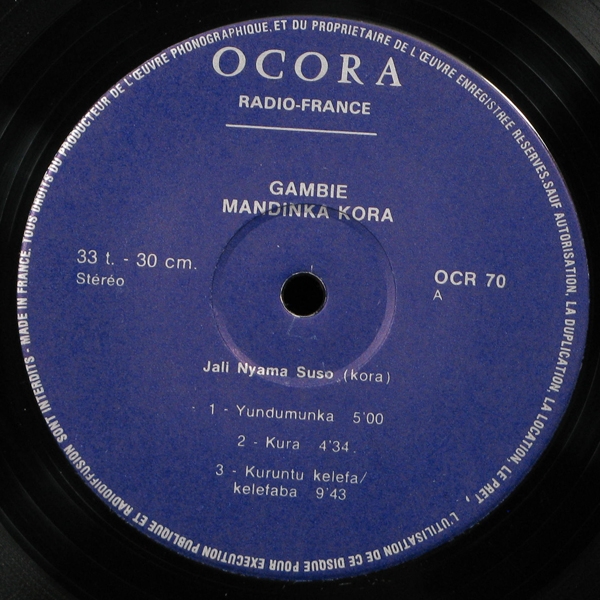 TOUS DROITS DU PRODUCTEUR DE L'ŒUVRE PHONOGRAPHIQUE ET DU PROPRIETAIRE DE L'ŒUVRE ENREGISTREE RESERVES. SAUF AUTORISATION, LA DUPLICATION, LA LOCATION, LE PRET, L'UTILISATION DE CE DISQUE POUR EXECUTION PUBLIQUE ET RADIODIFFUSION SONT INTERDITS - MADE IN FRANCE.
OCORA
RADIO-FRANCE
GAMBIE
MANDINKA KORA
33 t. - 30 cm.
Stéréo
OCR 70
A
Jali Nyama Suso (kora)
1 - Yundumunka 5'00
2 - Kura 4'34
3 - Kuruntu kelefa/
kelefaba 9'43